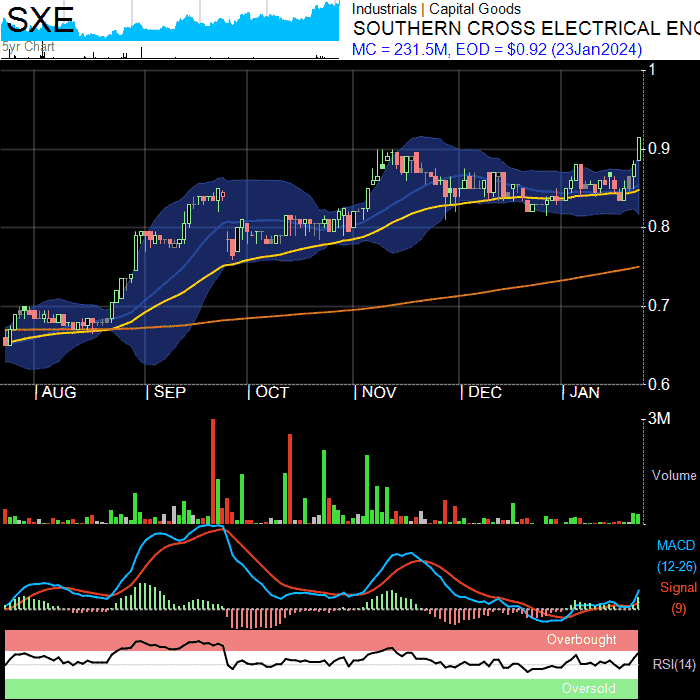 SXE
5yr Chart
Industrials | Capital Goods
SOUTHERN CROSS ELECTRICAL ENG
MC = 231.5M, EOD = $0.92 (23Jan2024)
1
0.9
0.8
0.7
0.6
AUG SEP OCT NOV DEC JAN
3M
Volume
MACD
(12-26)
Signal
(9)
Overbought
RSI(14)
Oversold